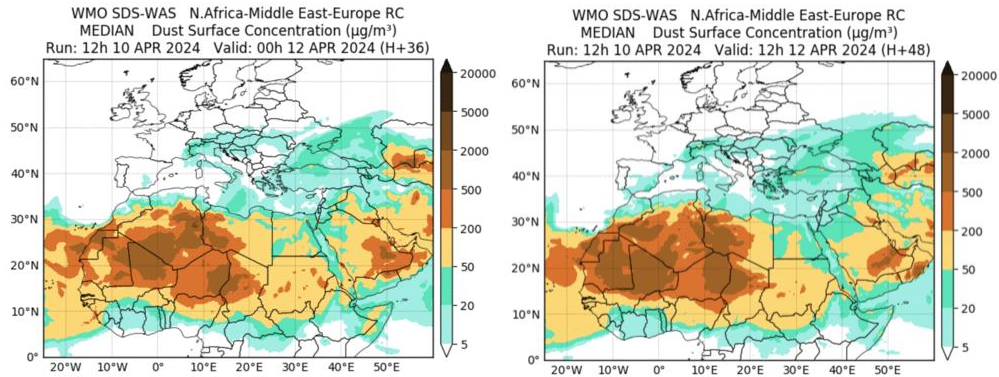 WMO SDS-WAS N.Africa-Middle East-Europe RC
MEDIAN Dust Surface Concentration (µg/m³)
Run: 12h 10 APR 2024 Valid: 00h 12 APR 2024 (H+36)
60°N
50°N
40°N
30°N
20°N
10°N
0°
20°W
10°W
0°
10°E
20°E
30°E
40°E
50°E
20000
5000
2000
500
200
50
20
5
WMO SDS-WAS N.Africa-Middle East-Europe RC
MEDIAN Dust Surface Concentration (µg/m³)
Run: 12h 10 APR 2024 Valid: 12h 12 APR 2024 (H+48)
60°N
50°N
40°N
30°N
20°N
10°N
0°
20°W
10°W
0°
10°E
20°E
30°E
40°E
50°E
20000
5000
2000
500
200
50
20
5